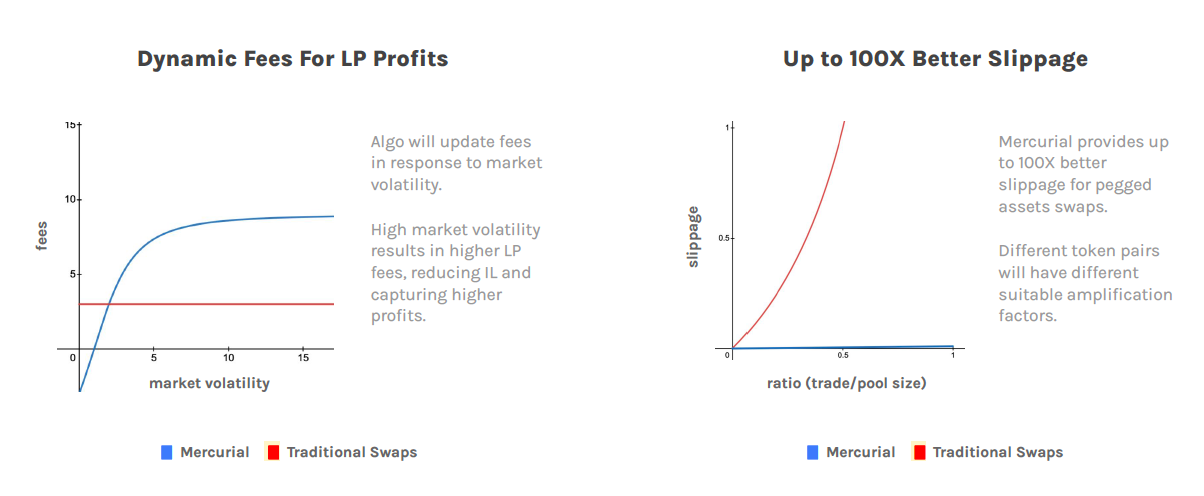 Dynamic Fees For LP Profits
15
10
5
0
5
10
15
fees
market volatility
Algo will update fees
in response to market
volatility.
High market volatility
results in higher LP
fees, reducing IL and
capturing higher
profits.
Mercurial
Traditional Swaps
Up to 100X Better Slippage
1
0.5
0
0.5
1
slippage
ratio (trade/pool size)
Mercurial provides up
to 100X better
slippage for pegged
assets swaps.
Different token pairs
will have different
suitable amplification
factors.
Mercurial
Traditional Swaps